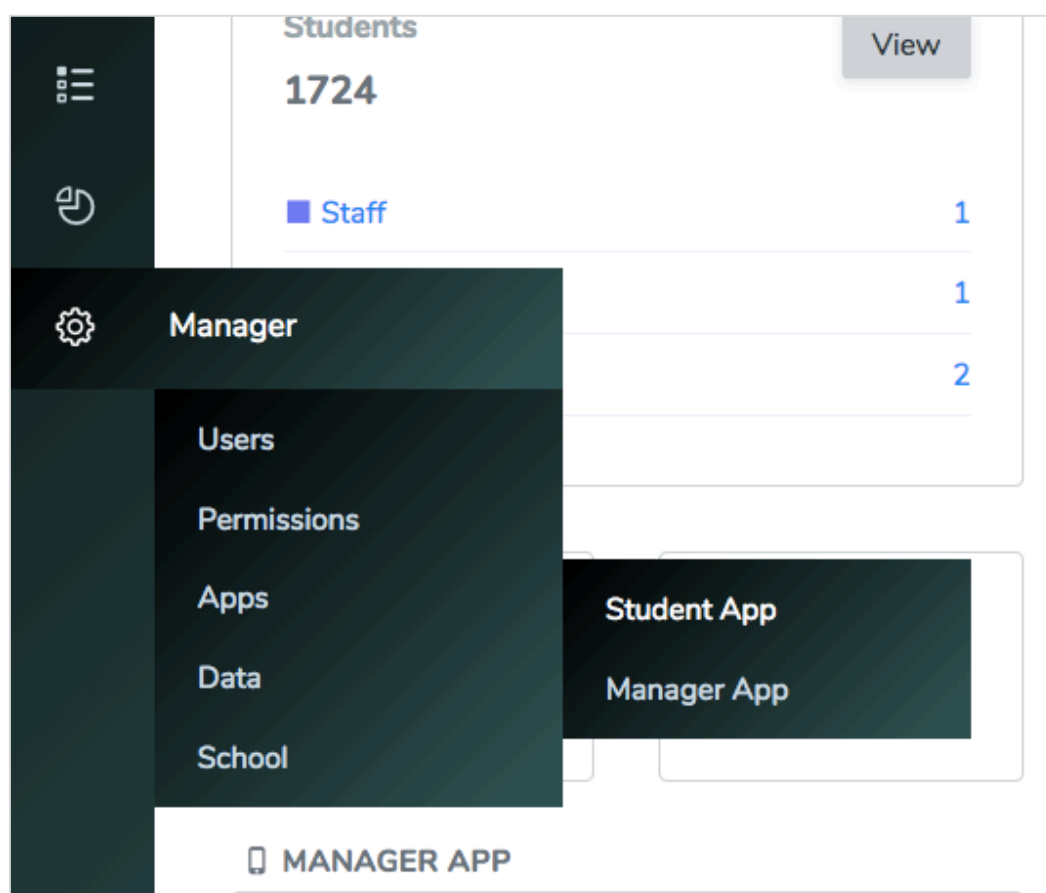 Students
View
1724
Staff 1
1
2
Manager
Users
Permissions
Apps
Data
School
Student App
Manager App
MANAGER APP